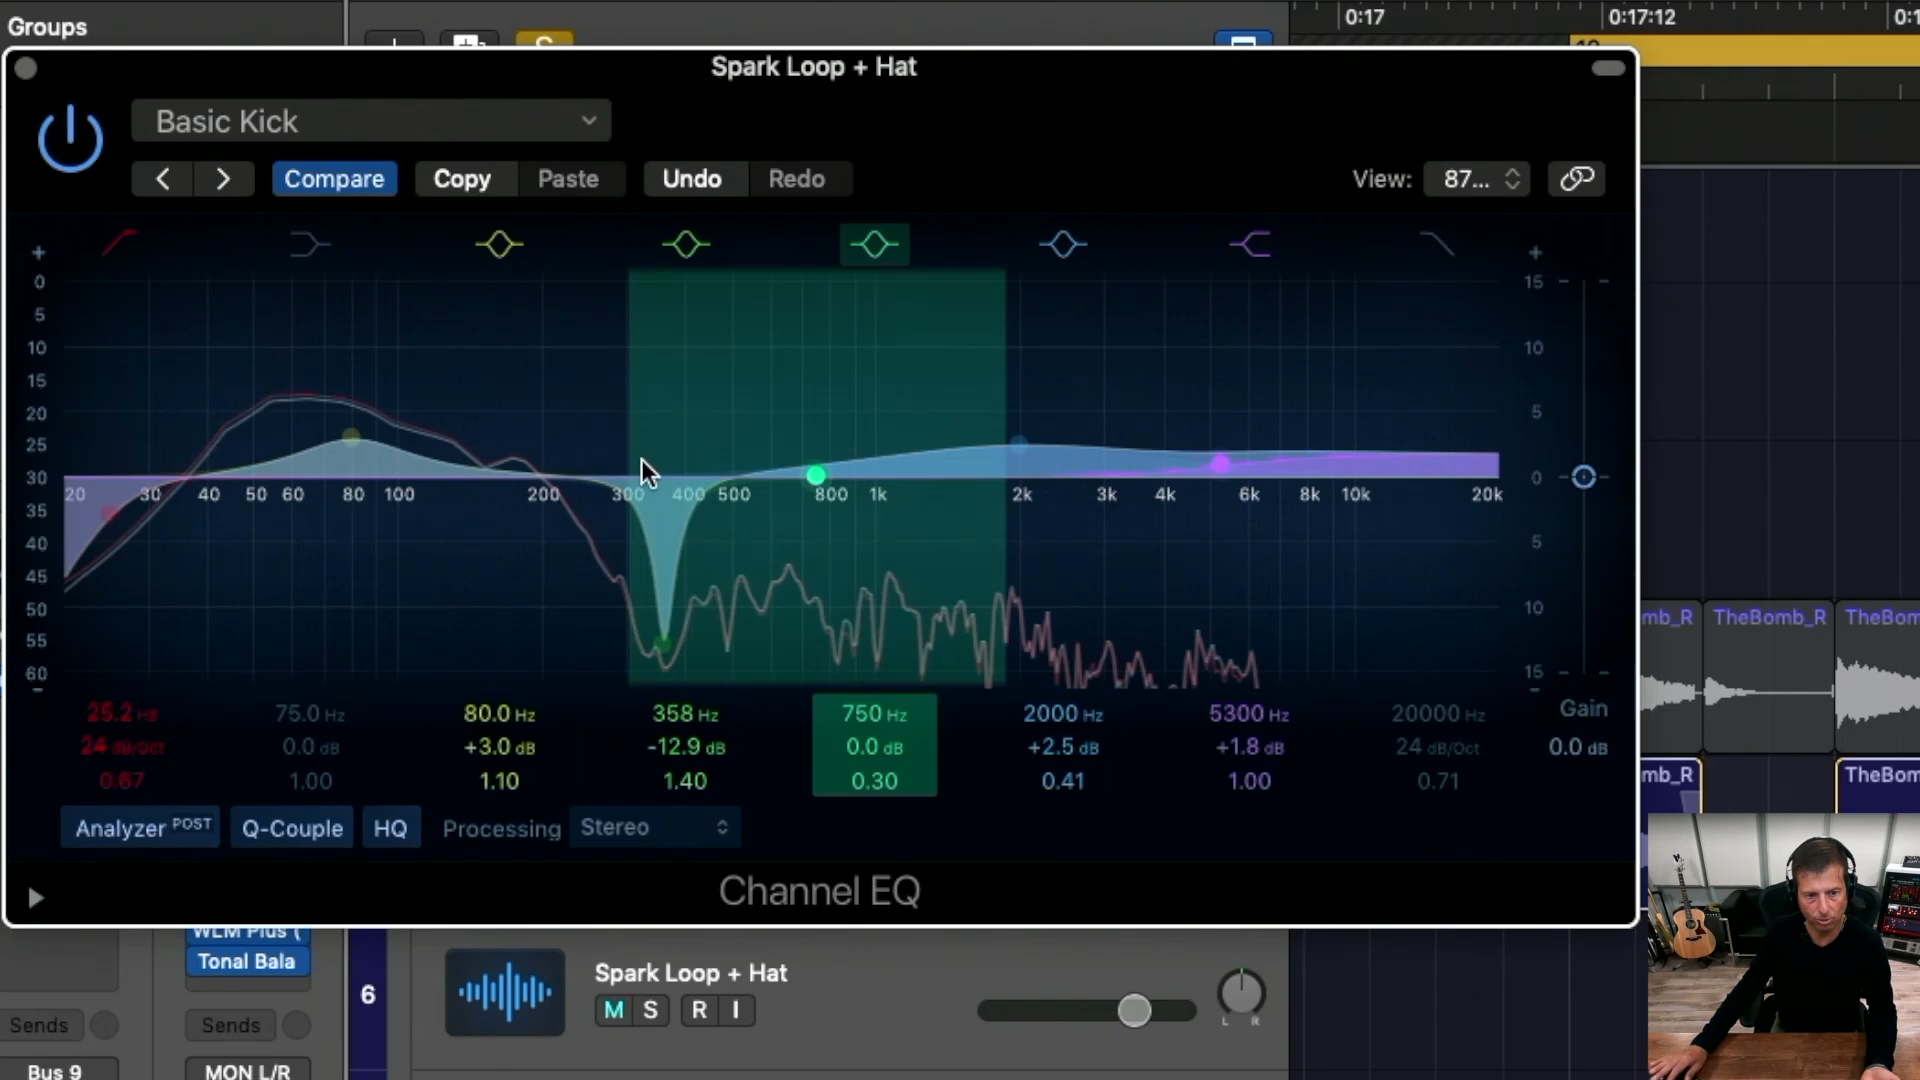 Groups
0:17
0:17:12
Spark Loop + Hat
Basic Kick
Compare
Copy
Paste
Undo
Redo
View:
87...
+
+
0
5
10
15
20
25
30
35
40
45
50
55
60
-
15
10
5
0
5
10
15
-
20 30 40 50 60 80 100 200 300 400 500 800 1k 2k 3k 4k 6k 8k 10k 20k
25.2 Hz 75.0 Hz 80.0 Hz 358 Hz 750 Hz 2000 Hz 5300 Hz 20000 Hz
24 dB/Oct 0.0 dB +3.0 dB -12.9 dB 0.0 dB +2.5 dB +1.8 dB 24 dB/Oct
0.67 1.00 1.10 1.40 0.30 0.41 1.00 0.71
Gain
0.0 dB
Analyzer POST
Q-Couple
HQ
Processing
Stereo
Channel EQ
mb_R
TheBomb_R
TheBom
mb_R
TheBom
WLM Plus (
Tonal Bala
Sends
Sends
Bus 9
MON L/R
6
Spark Loop + Hat
M S R I
L R